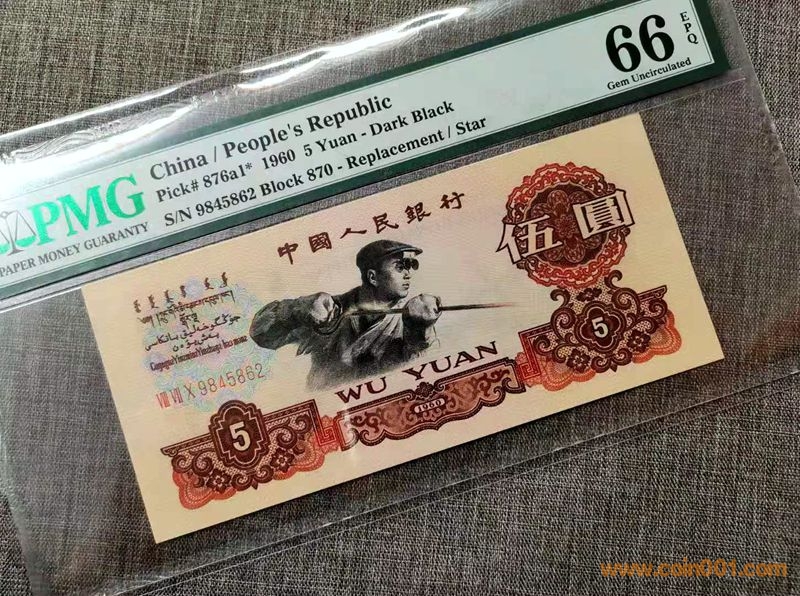 China / People's Republic
Pick# 876a1* 1960 5 Yuan - Dark Black
S/N 9845862 Block 870 - Replacement / Star
66
EPQ
Gem Uncirculated
PMG
PAPER MONEY GUARANTY
中國人民銀行
伍圓
5
VIII VII X 9845862
WU YUAN
1960
5
www.coin001.com